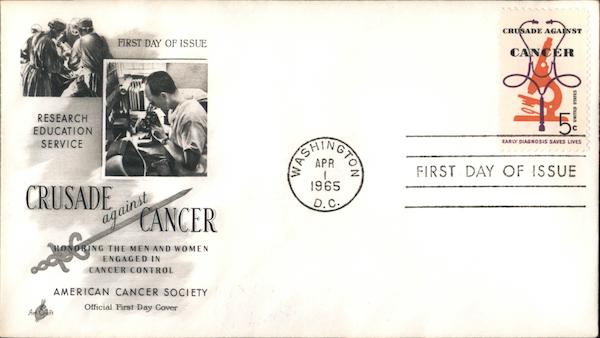 FIRST DAY OF ISSUE
RESEARCH
EDUCATION
SERVICE
CRUSADE
against
CANCER
HONORING THE MEN AND WOMEN
ENGAGED IN
CANCER CONTROL
AMERICAN CANCER SOCIETY
Official First Day Cover
Art Craft
WASHINGTON
APR
1
1965
D.C.
CRUSADE AGAINST
CANCER
5c
UNITED STATES
EARLY DIAGNOSIS SAVES LIVES
FIRST DAY OF ISSUE